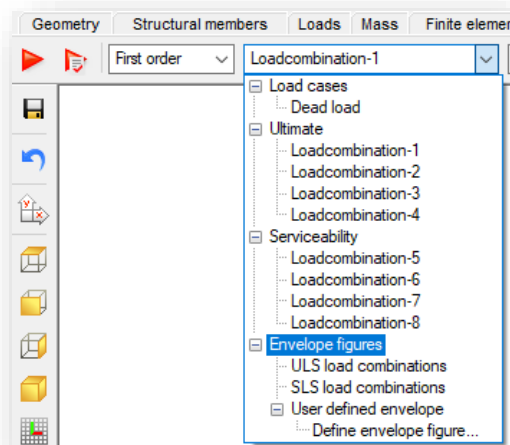 Geometry Structural members Loads Mass Finite eleme
First order Loadcombination-1
Load cases
Dead load
Ultimate
Loadcombination-1
Loadcombination-2
Loadcombination-3
Loadcombination-4
Serviceability
Loadcombination-5
Loadcombination-6
Loadcombination-7
Loadcombination-8
Envelope figures
ULS load combinations
SLS load combinations
User defined envelope
Define envelope figure...